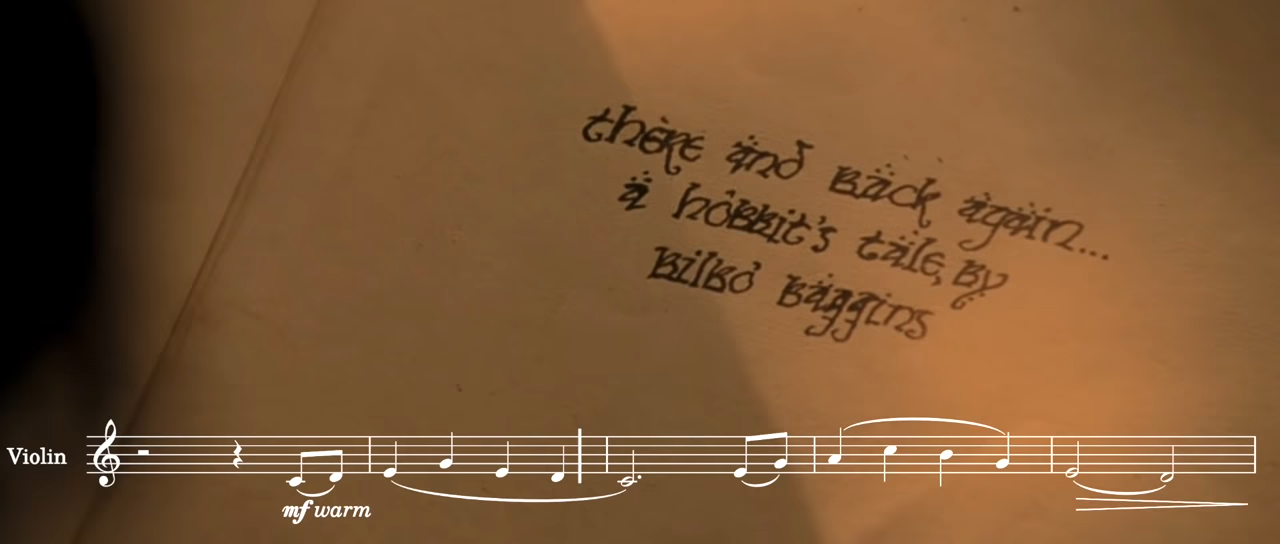 there and back again...
a hobbit's tale, by
Bilbo Baggins
Violin
mf warm